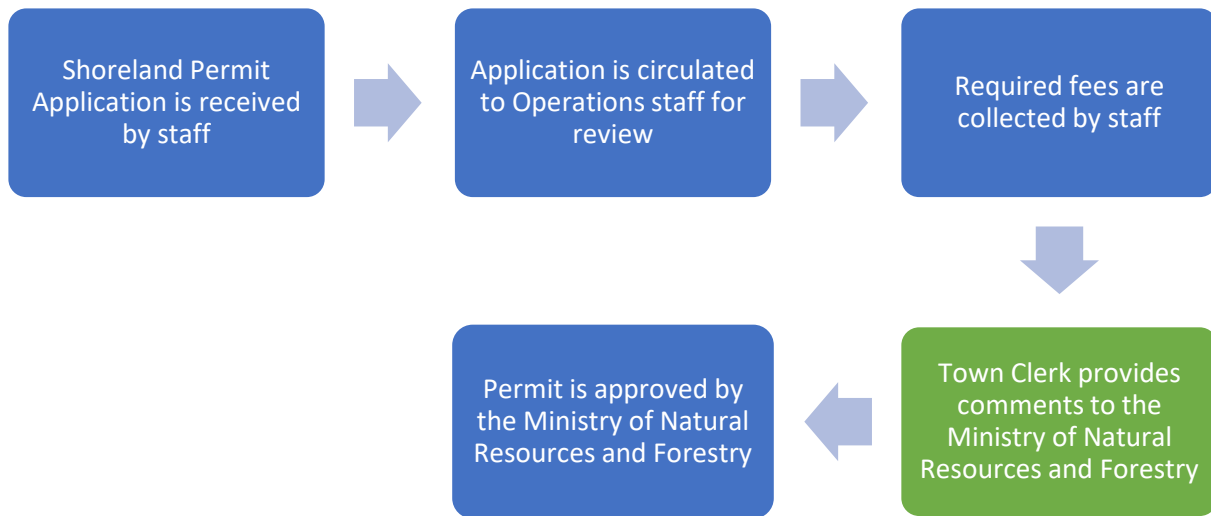 Shoreland Permit
Application is received
by staff
Application is circulated
to Operations staff for
review
Required fees are
collected by staff
Town Clerk provides
comments to the
Ministry of Natural
Resources and Forestry
Permit is approved by
the Ministry of Natural
Resources and Forestry